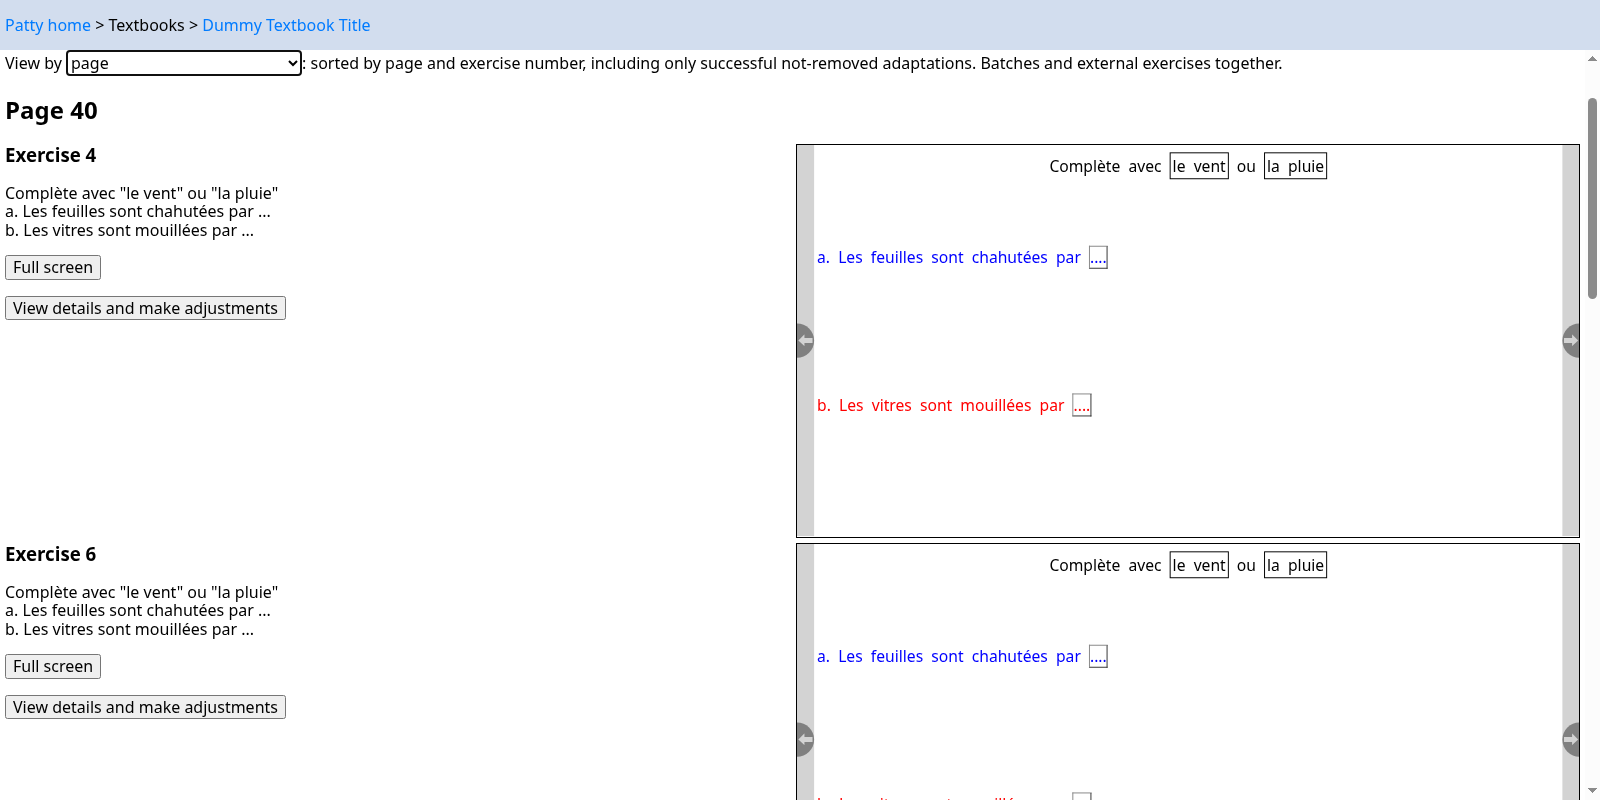 Patty home > Textbooks > Dummy Textbook Title
View by page : sorted by page and exercise number, including only successful not-removed adaptations. Batches and external exercises together.
Page 40
Exercise 4
Complète avec "le vent" ou "la pluie"
a. Les feuilles sont chahutées par ...
b. Les vitres sont mouillées par ...
Full screen
View details and make adjustments
Complète avec le vent ou la pluie
a. Les feuilles sont chahutées par ....
b. Les vitres sont mouillées par ....
Exercise 6
Complète avec "le vent" ou "la pluie"
a. Les feuilles sont chahutées par ...
b. Les vitres sont mouillées par ...
Full screen
View details and make adjustments
Complète avec le vent ou la pluie
a. Les feuilles sont chahutées par ....